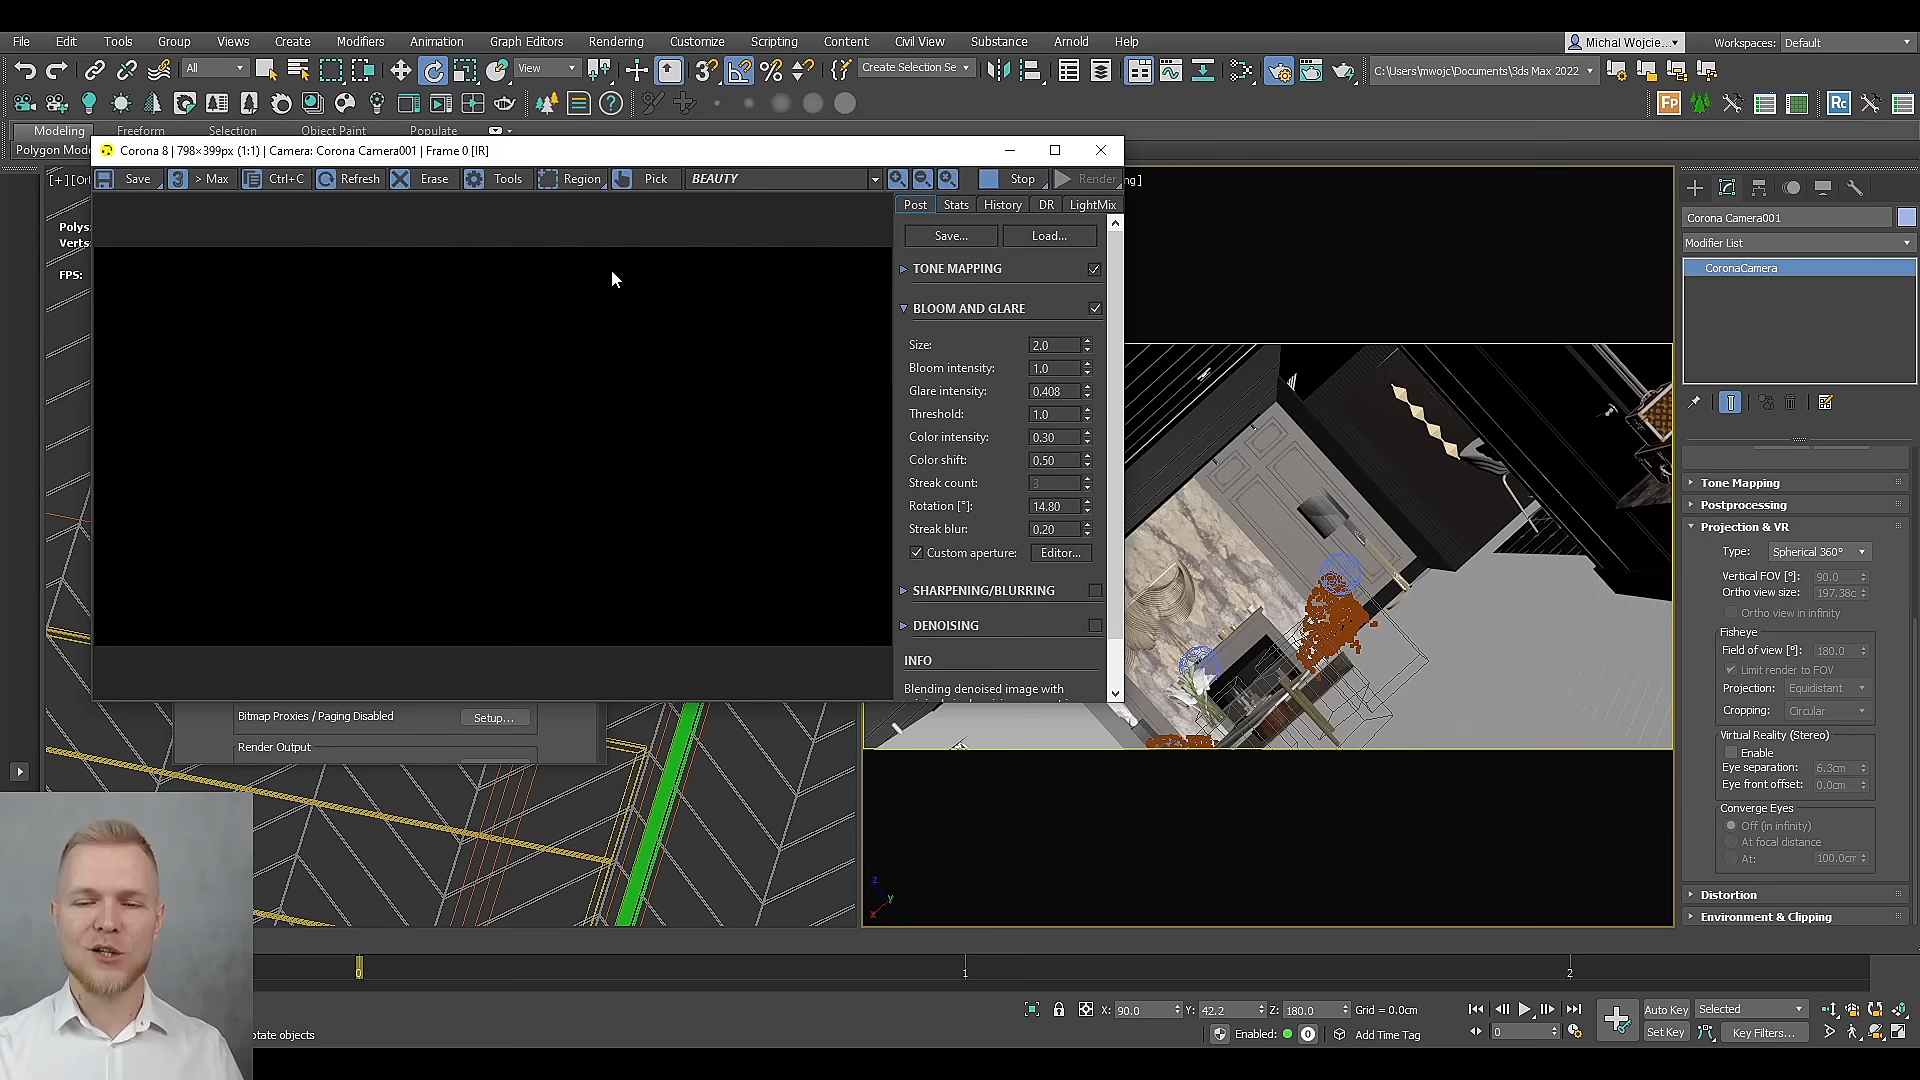 File Edit Tools Group Views Create Modifiers Animation Graph Editors Rendering Customize Scripting Content Civil View Substance Arnold Help
Michal Wojcie... Workspaces: Default
All View Create Selection Se C:\Users\mwojc\Documents\3ds Max 2022
Fp Rc
Modeling Freeform Selection Object Paint Populate
Polygon Mode
Corona 8 | 798×399px (1:1) | Camera: Corona Camera001 | Frame 0 [IR]
[+] [Ort
Save 3 > Max Ctrl+C Refresh Erase Tools Region Pick BEAUTY Stop Render
ng]
Post Stats History DR LightMix
Corona Camera001
Modifier List
CoronaCamera
Polys
Verts:
FPS:
Save... Load...
TONE MAPPING
BLOOM AND GLARE
Size: 2.0
Bloom intensity: 1.0
Glare intensity: 0.408
Threshold: 1.0
Color intensity: 0.30
Color shift: 0.50
Streak count: 3
Rotation [°]: 14.80
Streak blur: 0.20
Custom aperture: Editor...
SHARPENING/BLURRING
DENOISING
INFO
Blending denoised image with
Tone Mapping
Postprocessing
Projection & VR
Type: Spherical 360°
Vertical FOV [°]: 90.0
Ortho view size: 197.38c
Ortho view in infinity
Fisheye
Field of view [°]: 180.0
Limit render to FOV
Projection: Equidistant
Cropping: Circular
Virtual Reality (Stereo)
Enable
Eye separation: 6.3cm
Eye front offset: 0.0cm
Converge Eyes
Off (in infinity)
At focal distance
At: 100.0cm
Distortion
Environment & Clipping
Bitmap Proxies / Paging Disabled Setup...
Render Output
z
y
x
0 1 2
X: 90.0 Y: 42.2 Z: 180.0 Grid = 0.0cm
Auto Key Selected
otate objects
Enabled: 0 Add Time Tag
0
Set Key Key Filters...